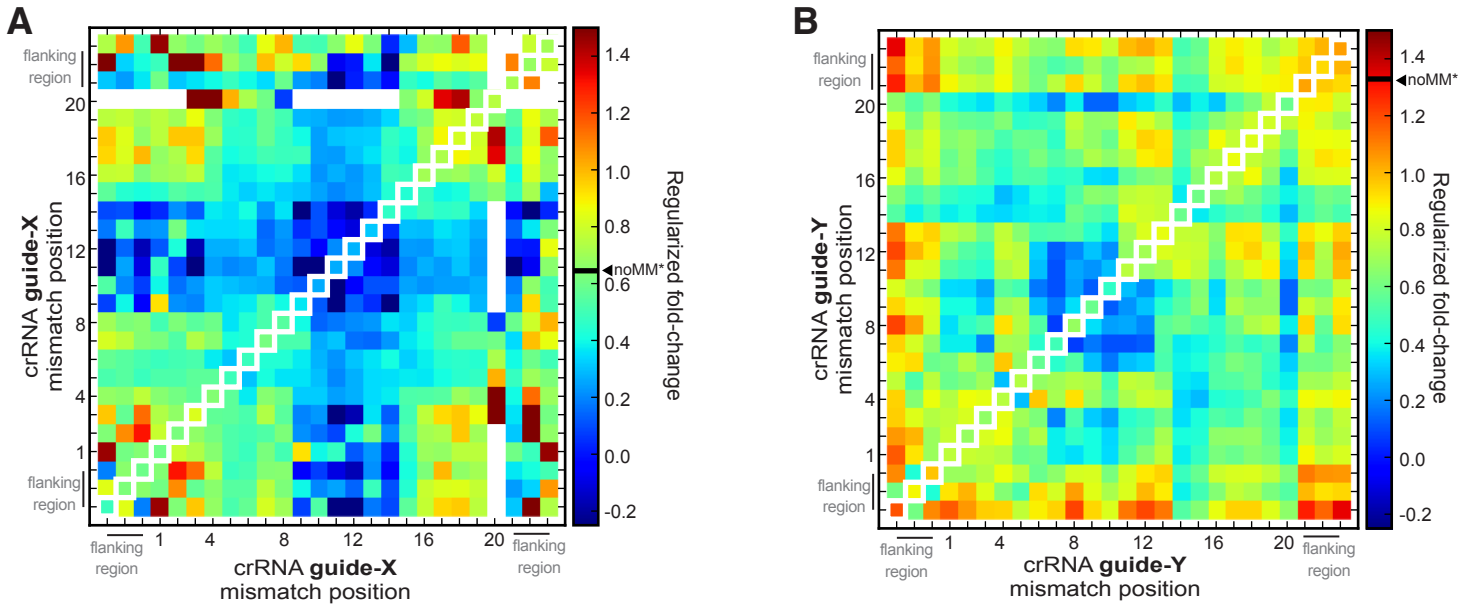 A
flanking
region
20
16
12
8
4
1
flanking
region
crRNA guide-X
mismatch position
flanking
region
1
4
8
12
16
20
flanking
region
crRNA guide-X
mismatch position
1.4
1.2
1.0
0.8
noMM*
0.6
0.4
0.2
0.0
-0.2
Regularized fold-change
B
flanking
region
20
16
12
8
4
1
flanking
region
crRNA guide-Y
mismatch position
flanking
region
1
4
8
12
16
20
flanking
region
crRNA guide-Y
mismatch position
1.4
noMM*
1.2
1.0
0.8
0.6
0.4
0.2
0.0
-0.2
Regularized fold-change